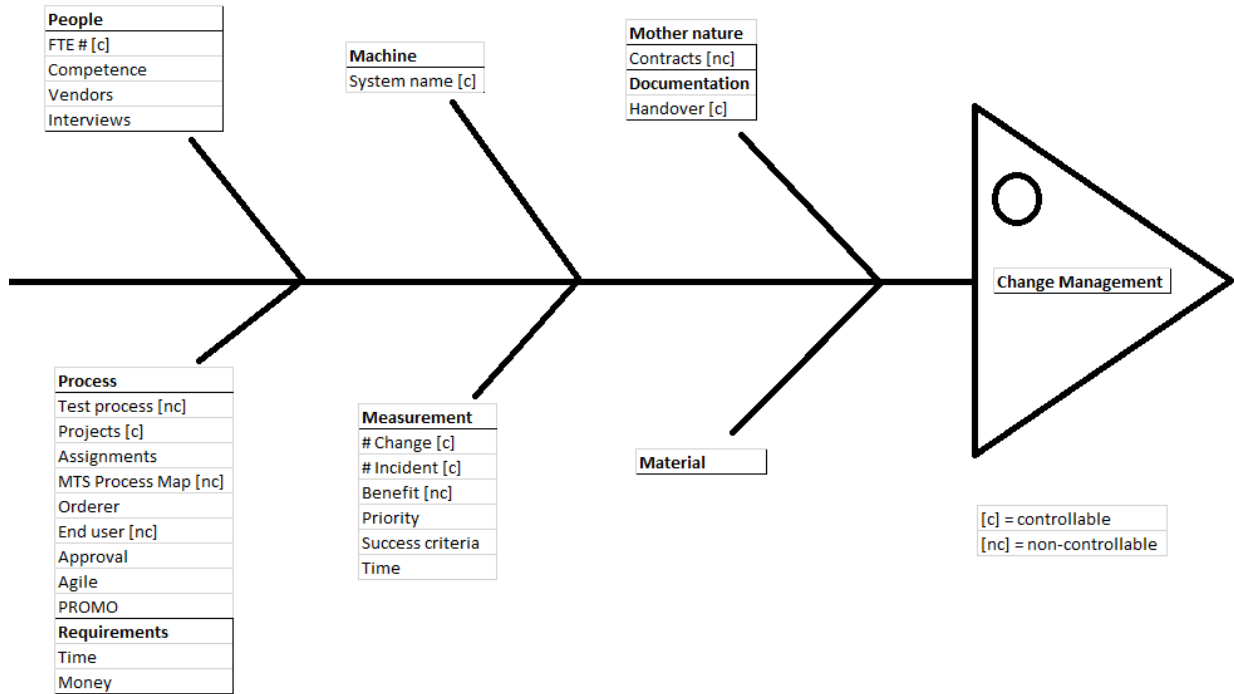 People
FTE # [c]
Competence
Vendors
Interviews
Machine
System name [c]
Mother nature
Contracts [nc]
Documentation
Handover [c]
Change Management
Process
Test process [nc]
Projects [c]
Assignments
MTS Process Map [nc]
Orderer
End user [nc]
Approval
Agile
PROMO
Requirements
Time
Money
Measurement
# Change [c]
# Incident [c]
Benefit [nc]
Priority
Success criteria
Time
Material
[c] = controllable
[nc] = non-controllable